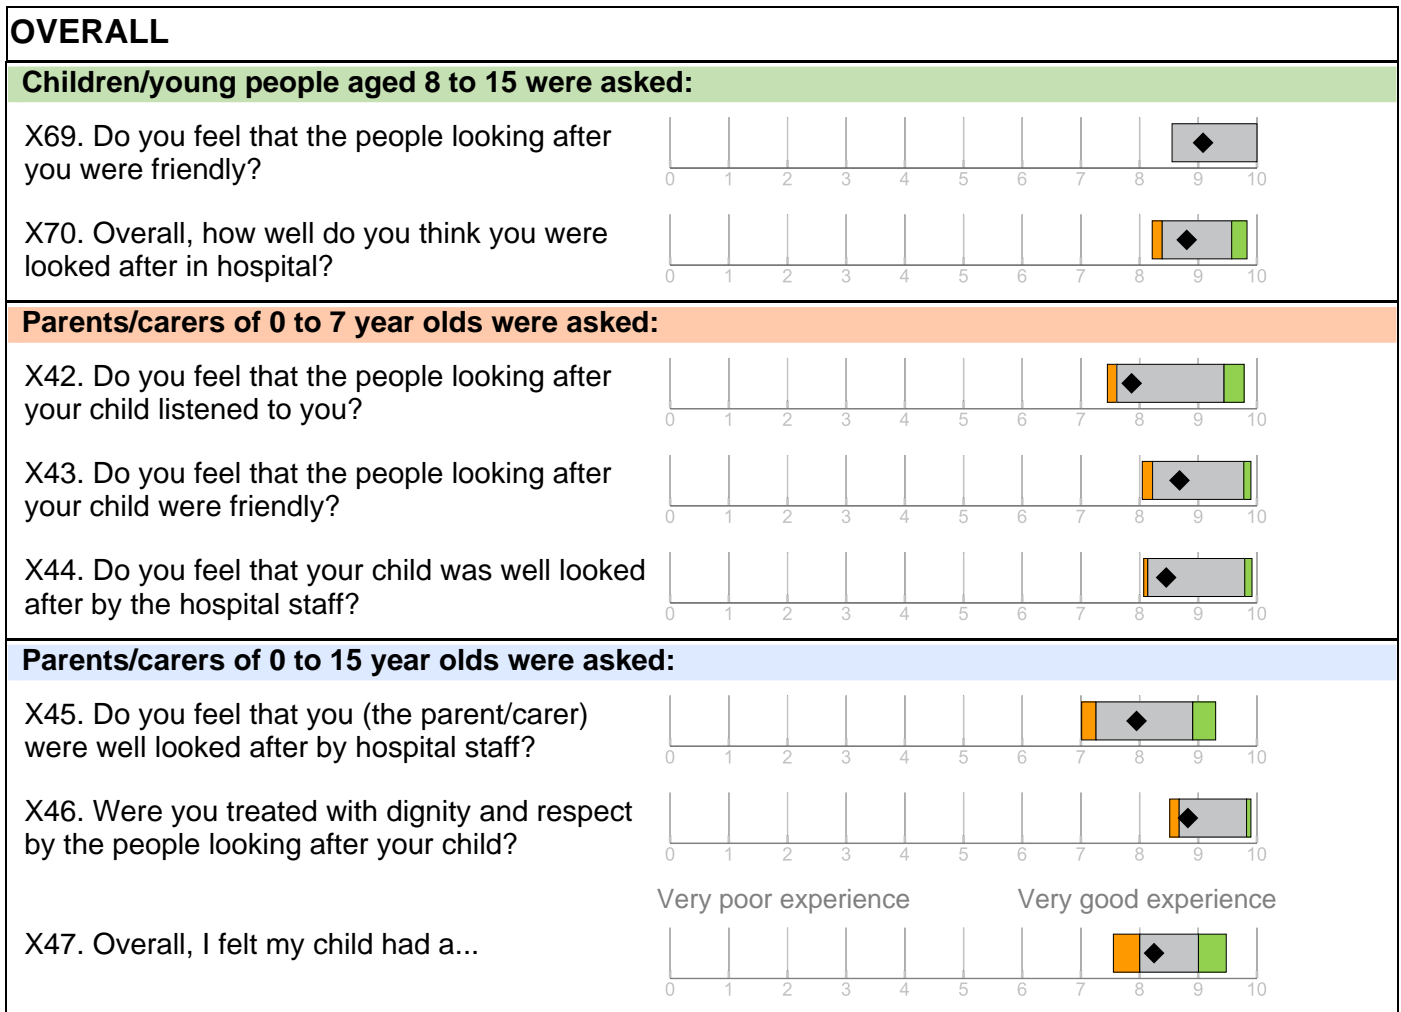 OVERALL
Children/young people aged 8 to 15 were asked:
X69. Do you feel that the people looking after
you were friendly?
0 1 2 3 4 5 6 7 8 9 10
X70. Overall, how well do you think you were
looked after in hospital?
0 1 2 3 4 5 6 7 8 9 10
Parents/carers of 0 to 7 year olds were asked:
X42. Do you feel that the people looking after
your child listened to you?
0 1 2 3 4 5 6 7 8 9 10
X43. Do you feel that the people looking after
your child were friendly?
0 1 2 3 4 5 6 7 8 9 10
X44. Do you feel that your child was well looked
after by the hospital staff?
0 1 2 3 4 5 6 7 8 9 10
Parents/carers of 0 to 15 year olds were asked:
X45. Do you feel that you (the parent/carer)
were well looked after by hospital staff?
0 1 2 3 4 5 6 7 8 9 10
X46. Were you treated with dignity and respect
by the people looking after your child?
0 1 2 3 4 5 6 7 8 9 10
Very poor experience Very good experience
X47. Overall, I felt my child had a...
0 1 2 3 4 5 6 7 8 9 10